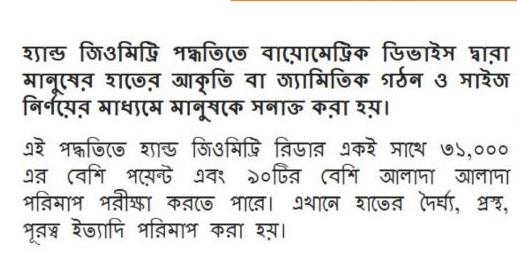 হ্যান্ড জিওমিট্রি পদ্ধতিতে বায়োমেট্রিক ডিভাইস দ্বারা
মানুষের হাতের আকৃতি বা জ্যামিতিক গঠন ও সাইজ
নির্ণয়ের মাধ্যমে মানুষকে সনাক্ত করা হয়।
এই পদ্ধতিতে হ্যান্ড জিওমিট্রি রিডার একই সাথে ৩১,০০০
এর বেশি পয়েন্ট এবং ৯০টির বেশি আলাদা আলাদা
পরিমাপ পরীক্ষা করতে পারে। এখানে হাতের দৈর্ঘ্য, প্রস্থ,
পূরত্ব ইত্যাদি পরিমাপ করা হয়।